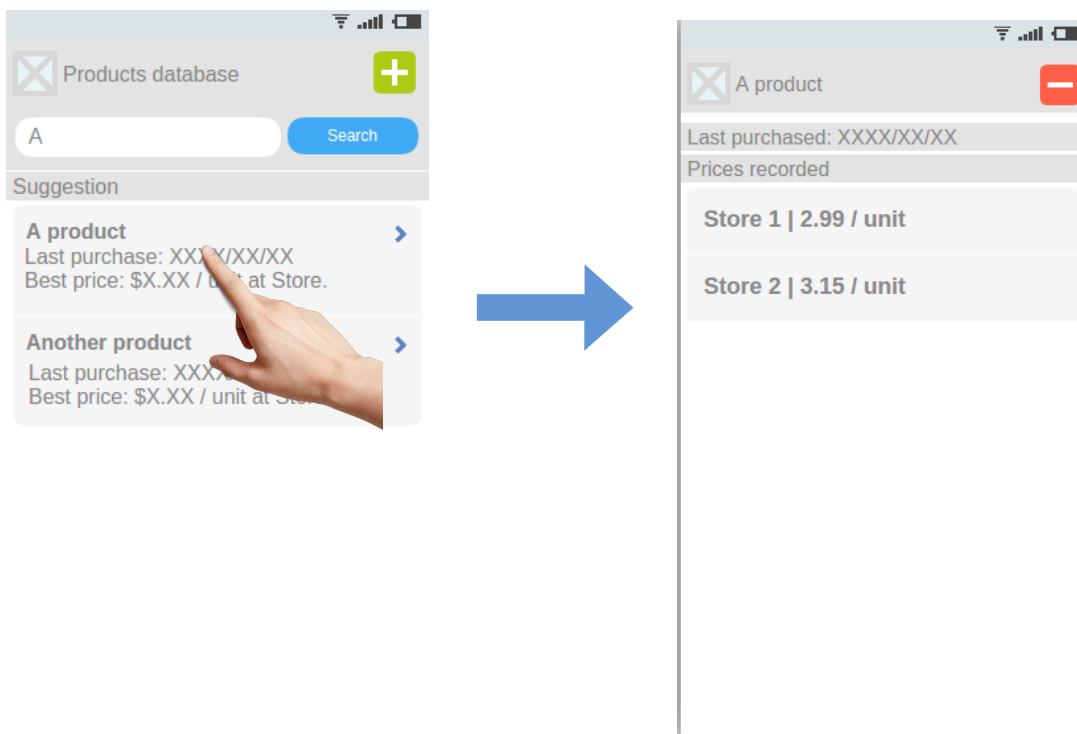 Products database
A
Search
Suggestion
A product
Last purchase: XXXX/XX/XX
Best price: $X.XX / unit at Store.
Another product
Last purchase: XXXX
Best price: $X.XX / unit at
A product
Last purchased: XXXX/XX/XX
Prices recorded
Store 1 | 2.99 / unit
Store 2 | 3.15 / unit